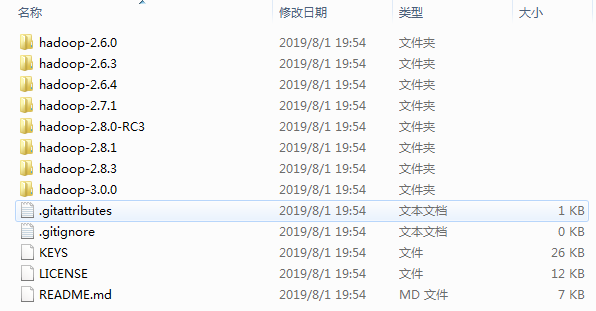 名称 修改日期 类型 大小
hadoop-2.6.0 2019/8/1 19:54 文件夹
hadoop-2.6.3 2019/8/1 19:54 文件夹
hadoop-2.6.4 2019/8/1 19:54 文件夹
hadoop-2.7.1 2019/8/1 19:54 文件夹
hadoop-2.8.0-RC3 2019/8/1 19:54 文件夹
hadoop-2.8.1 2019/8/1 19:54 文件夹
hadoop-2.8.3 2019/8/1 19:54 文件夹
hadoop-3.0.0 2019/8/1 19:54 文件夹
.gitattributes 2019/8/1 19:54 文本文档 1 KB
.gitignore 2019/8/1 19:54 文本文档 0 KB
KEYS 2019/8/1 19:54 文件 26 KB
LICENSE 2019/8/1 19:54 文件 12 KB
README.md 2019/8/1 19:54 MD 文件 7 KB